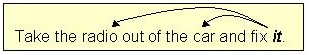 Take the radio out of the car and fix it.